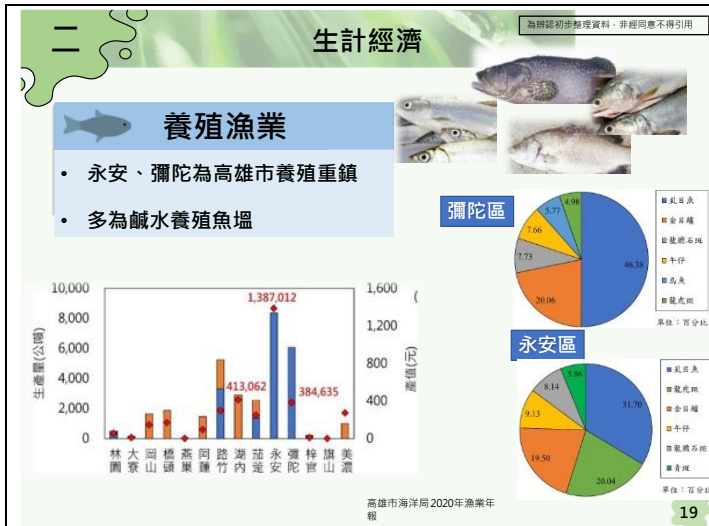 二
生計經濟
為辨認初步整理資料，非經同意不得引用
養殖漁業
• 永安、彌陀為高雄市養殖重鎮
• 多為鹹水養殖魚塭
彌陀區
46.38
20.06
7.73
7.66
5.77
4.98
虱目魚
金目鱸
龍膽石斑
午仔
烏魚
龍虎斑
單位：百分比
永安區
31.70
20.04
19.50
9.13
8.14
5.86
虱目魚
龍虎斑
金目鱸
午仔
龍膽石斑
青斑
單位：百分比
生產量(公噸)
10,000
8,000
6,000
4,000
2,000
0
1,387,012
413,062
384,635
1,600
1,200
800
400
0
(
產值(元)
林園 大寮 岡山 橋頭 燕巢 阿蓮 路竹 湖內 茄萣 永安 彌陀 梓官 旗山 美濃
高雄市海洋局2020年漁業年
報
19